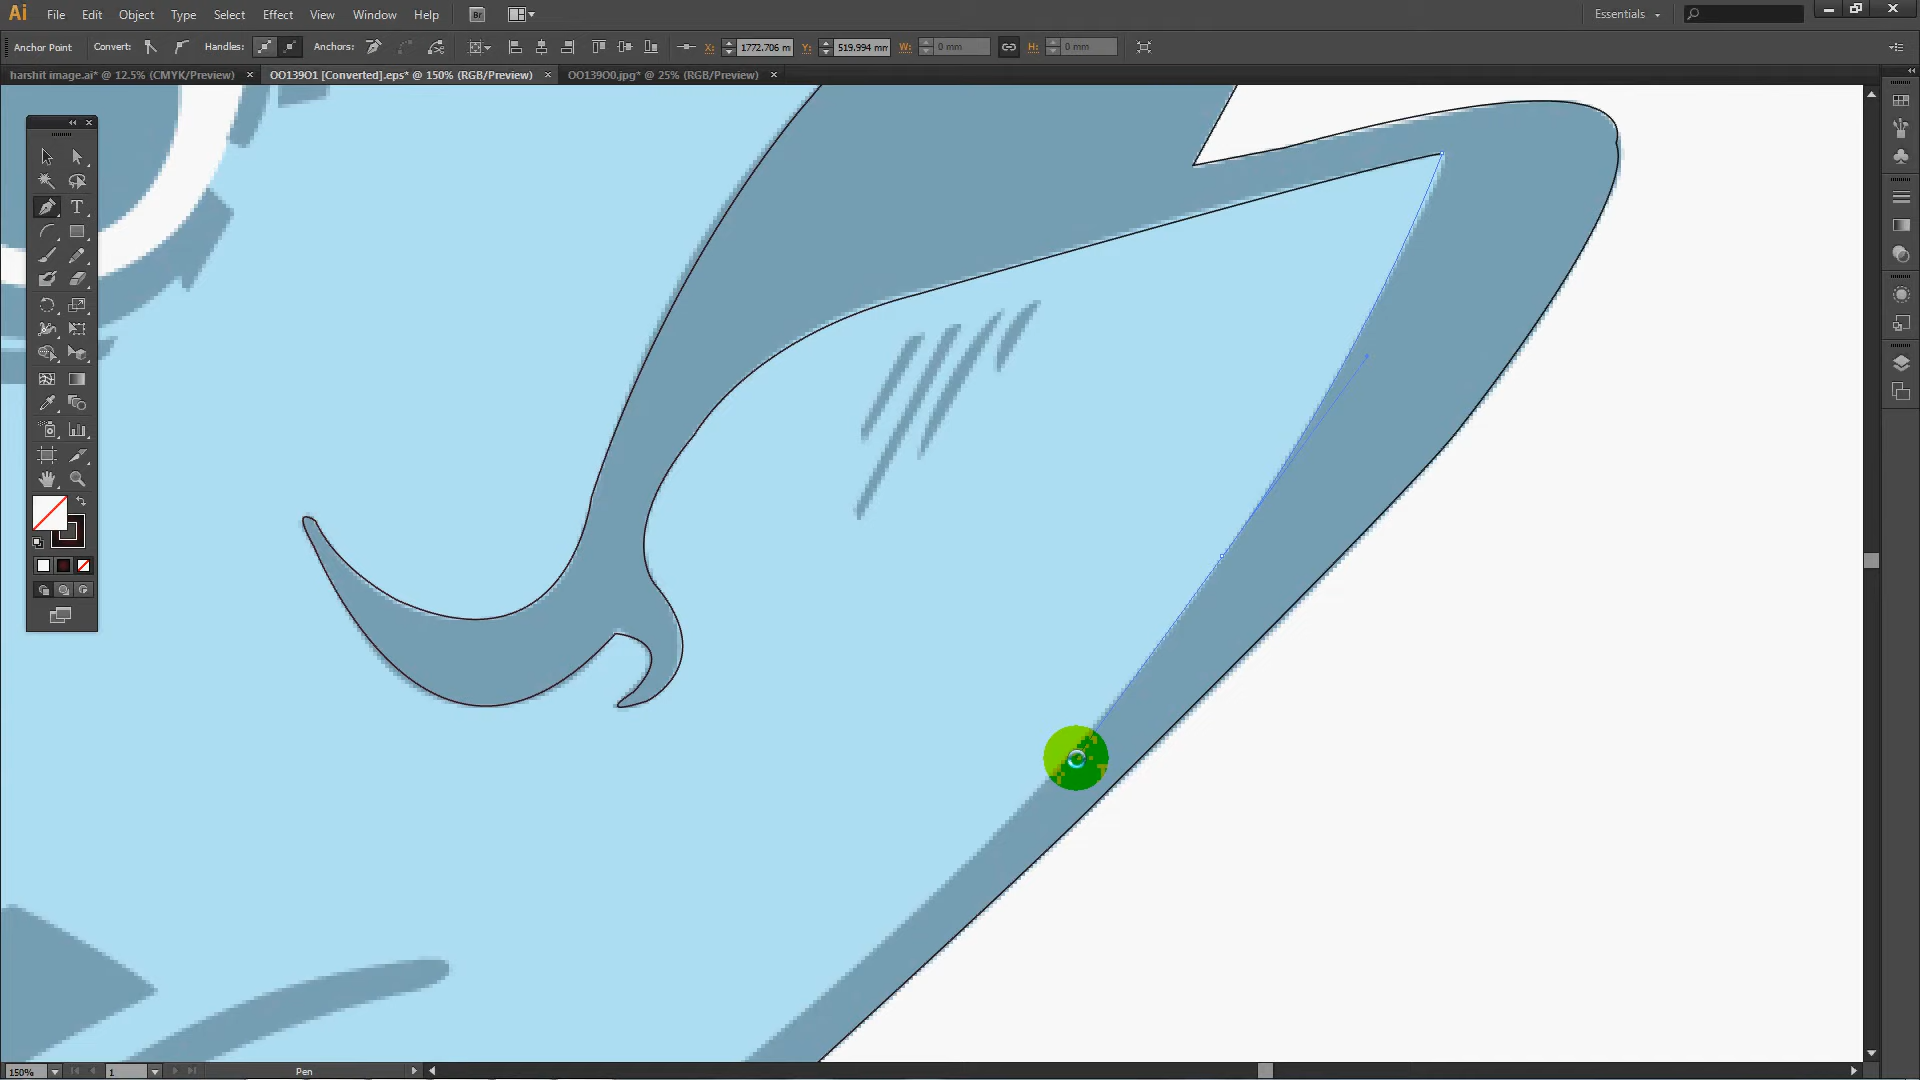 Ai File Edit Object Type Select Effect View Window Help Br Essentials
Anchor Point Convert: Handles: Anchors: X: 1772.706 m Y: 519.994 mm W: 0 mm H: 0 mm
harshit image.ai* @ 12.5% (CMYK/Preview) × OO139O1 [Converted].eps* @ 150% (RGB/Preview) × OO139O0.jpg* @ 25% (RGB/Preview) ×
T
150% 1 Pen